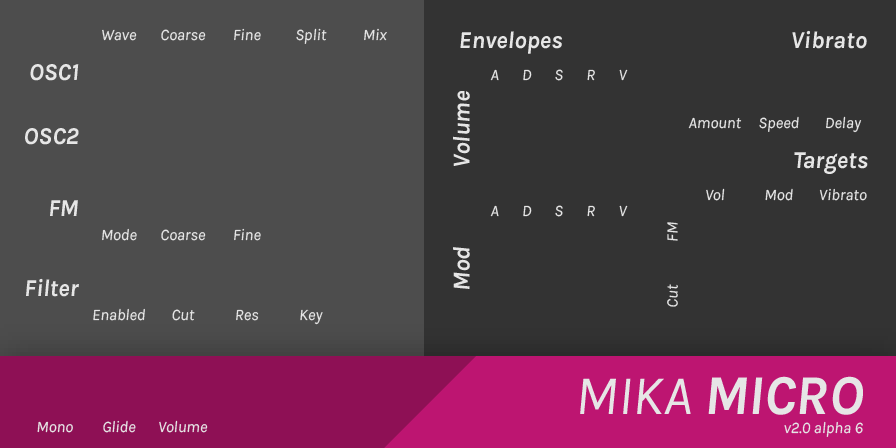 Wave Coarse Fine Split Mix
OSC1
OSC2
FM
Mode Coarse Fine
Filter
Enabled Cut Res Key
Envelopes
A D S R V
Volume
A D S R V
Mod
Vibrato
Amount Speed Delay
Targets
Vol Mod Vibrato
FM
Cut
Mono Glide Volume
MIKA MICRO
v2.0 alpha 6